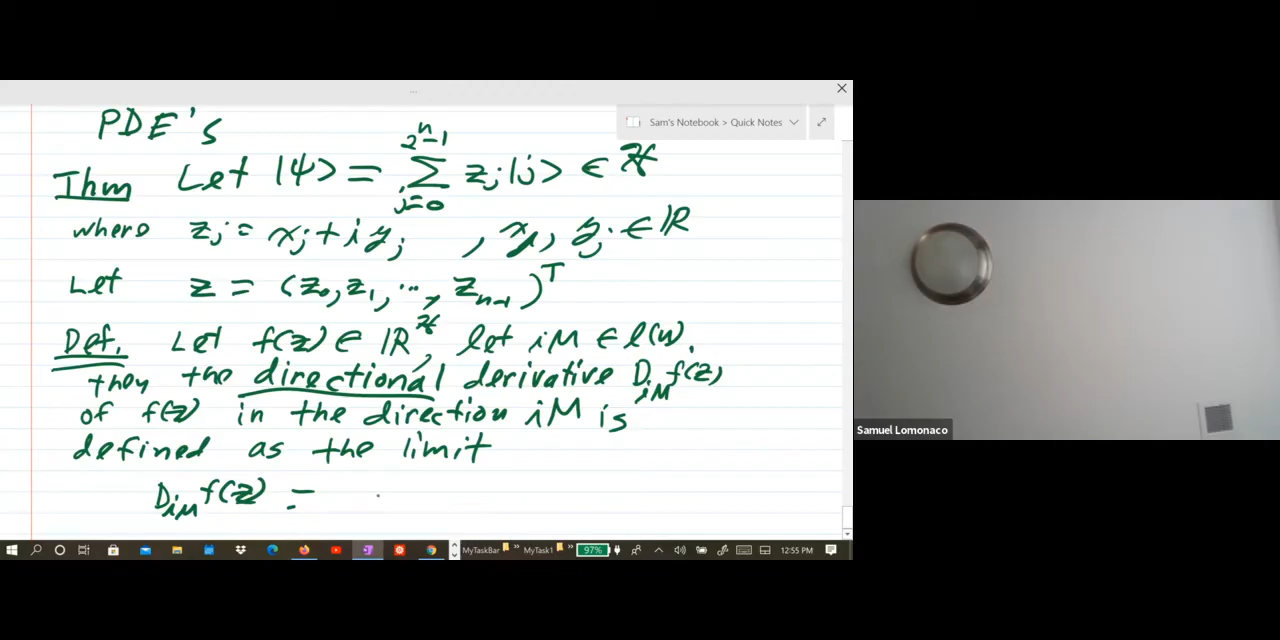 PDE's
Sam's Notebook > Quick Notes
Thm Let |ψ> = Σ_{j=0}^{2^n-1} z_j |j> ∈ ℋ
where z_j = x_j + i y_j , x_j, y_j ∈ ℝ
Let z = (z_0, z_1, ..., z_{n-1})^T
Def. Let f(z) ∈ ℝ^ℋ, let iM ∈ l(u).
then the directional derivative D_{iM} f(z)
of f(z) in the direction iM is
defined as the limit
D_{iM} f(z) =
Samuel Lomonaco
MyTaskBar
MyTask1
97%
12:55 PM